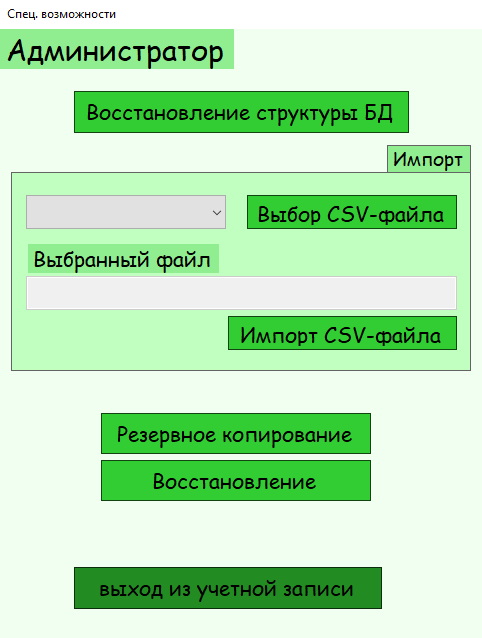 Спец. возможности
Администратор
Восстановление структуры БД
Импорт
Выбор CSV-файла
Выбранный файл
Импорт CSV-файла
Резервное копирование
Восстановление
выход из учетной записи